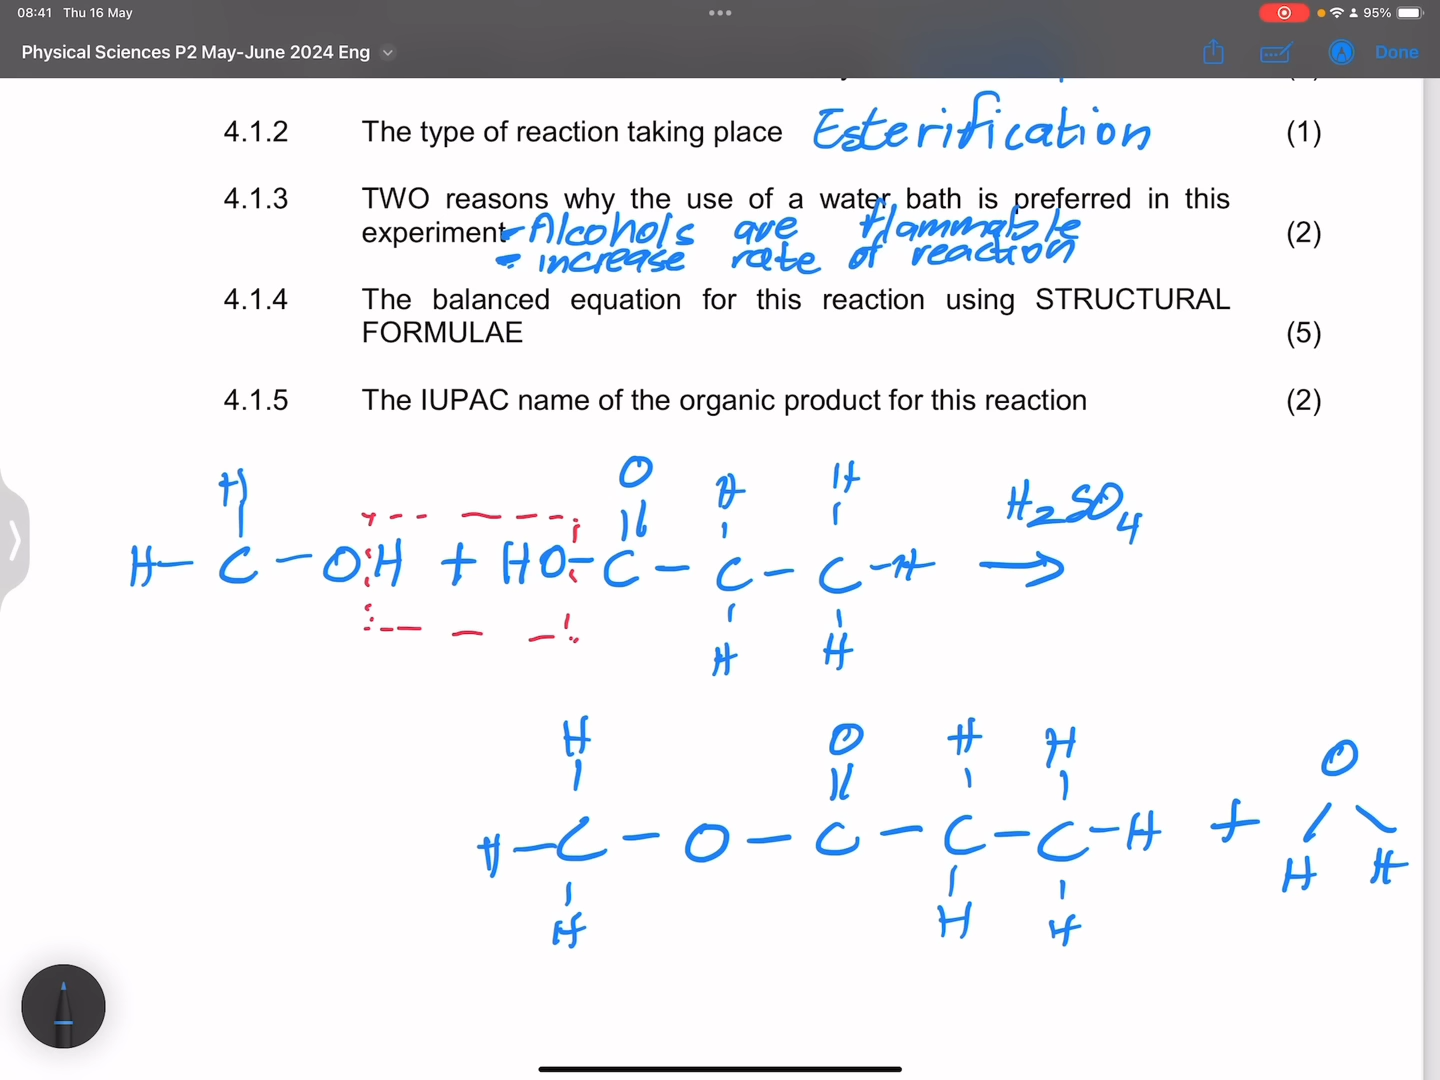 08:41 Thu 16 May 95%
Physical Sciences P2 May-June 2024 Eng Done
4.1.2 The type of reaction taking place Esterification (1)
4.1.3 TWO reasons why the use of a water bath is preferred in this
experiment - Alcohols are flammable (2)
- increase rate of reaction
4.1.4 The balanced equation for this reaction using STRUCTURAL
FORMULAE (5)
4.1.5 The IUPAC name of the organic product for this reaction (2)
H O H H H₂SO₄
H — C — OH + HO — C — C — C — H →
H H
H O H H O
H — C — O — C — C — C — H + H H
H H H